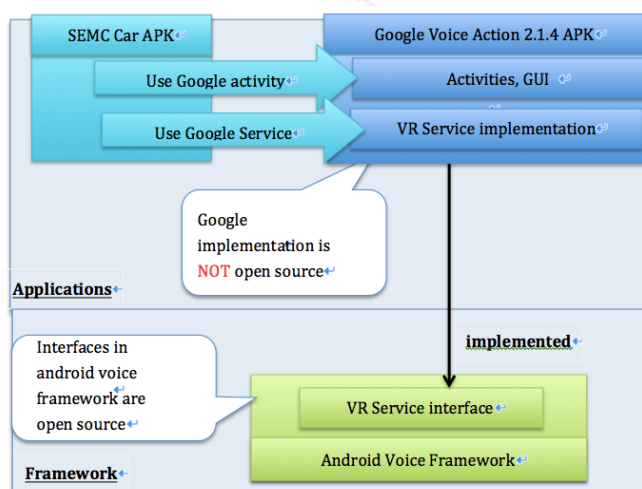 SEMC Car APK
Google Voice Action 2.1.4 APK
Use Google activity
Activities, GUI
Use Google Service
VR Service implementation
Google
implementation is
NOT open source
Applications
Interfaces in
android voice
framework are
open source
implemented
VR Service interface
Android Voice Framework
Framework